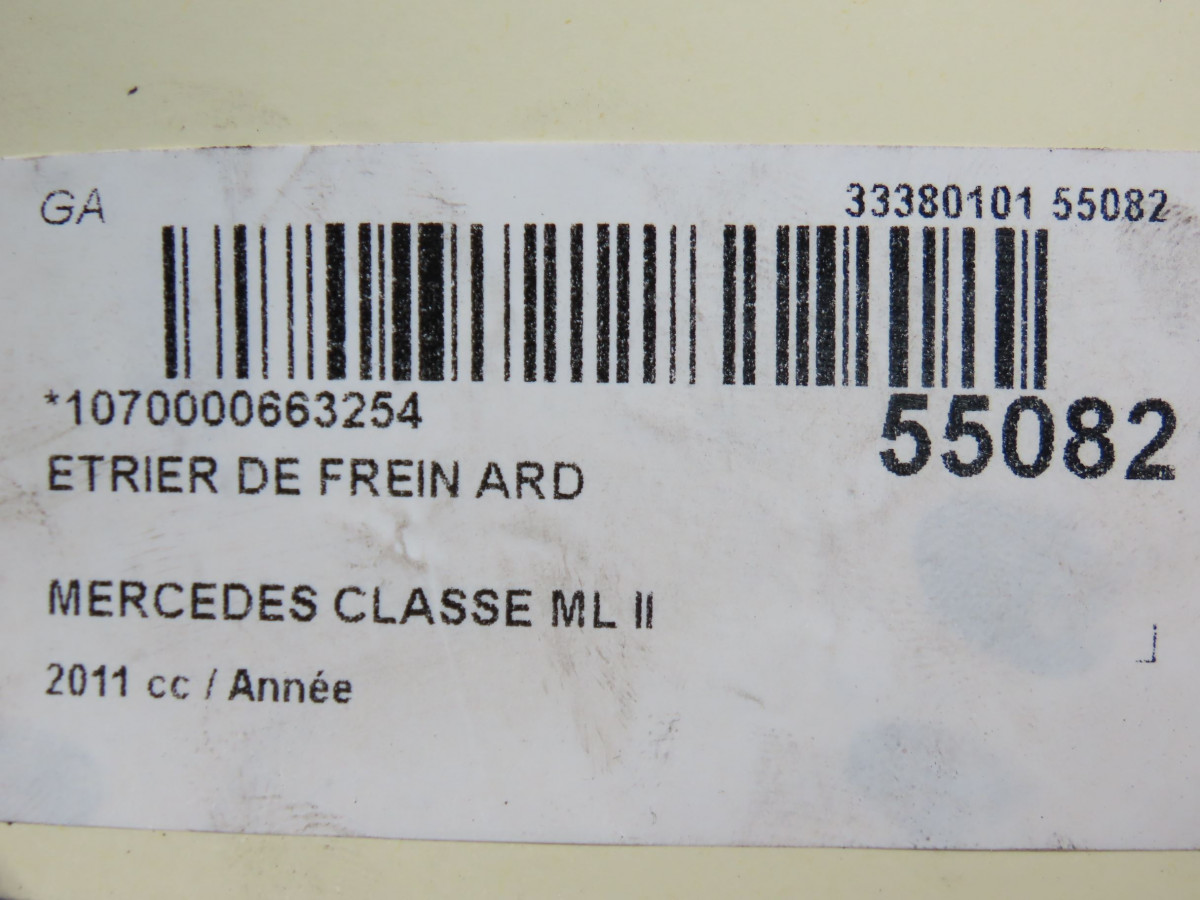 GA
33380101 55082
*1070000663254
55082
ETRIER DE FREIN ARD
MERCEDES CLASSE ML II
2011 cc / Année